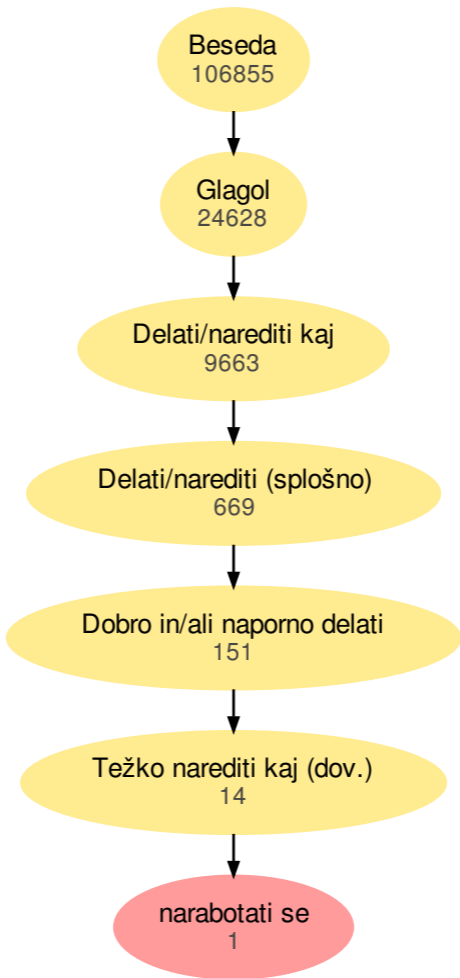 Beseda
106855
Glagol
24628
Delati/narediti kaj
9663
Delati/narediti (splošno)
669
Dobro in/ali naporno delati
151
Težko narediti kaj (dov.)
14
narabotati se
1